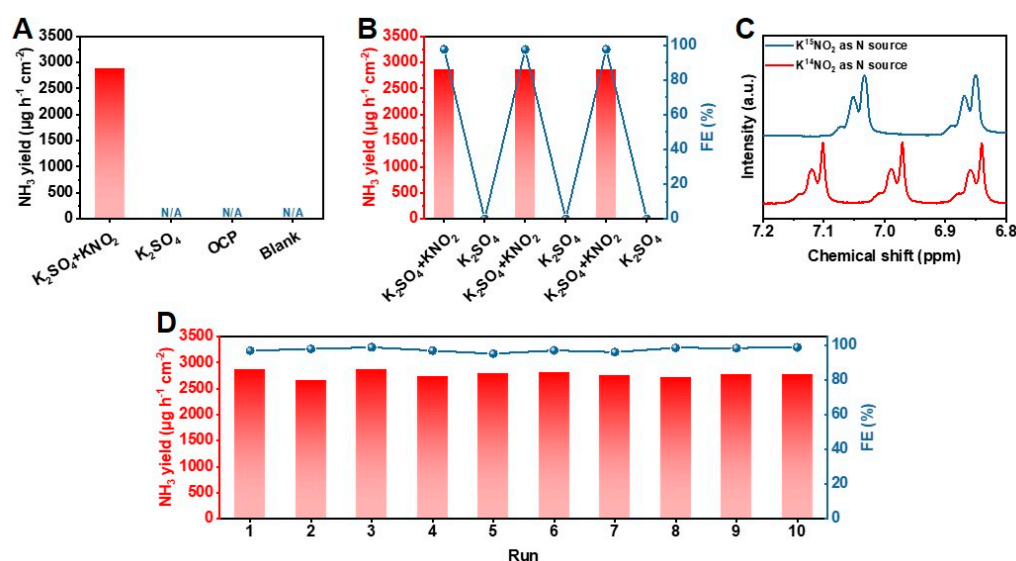 A
NH₃ yield (μg h⁻¹ cm⁻²)
3500
3000
2500
2000
1500
1000
500
0
N/A
N/A
N/A
K₂SO₄+KNO₂
K₂SO₄
OCP
Blank
B
NH₃ yield (μg h⁻¹ cm⁻²)
3500
3000
2500
2000
1500
1000
500
0
100
80
60
40
20
0
FE (%)
K₂SO₄+KNO₂
K₂SO₄
K₂SO₄+KNO₂
K₂SO₄
K₂SO₄+KNO₂
K₂SO₄
C
K¹⁵NO₂ as N source
K¹⁴NO₂ as N source
Intensity (a.u.)
7.2 7.1 7.0 6.9 6.8
Chemical shift (ppm)
D
NH₃ yield (μg h⁻¹ cm⁻²)
3500
3000
2500
2000
1500
1000
500
0
100
80
60
40
20
0
FE (%)
1 2 3 4 5 6 7 8 9 10
Run